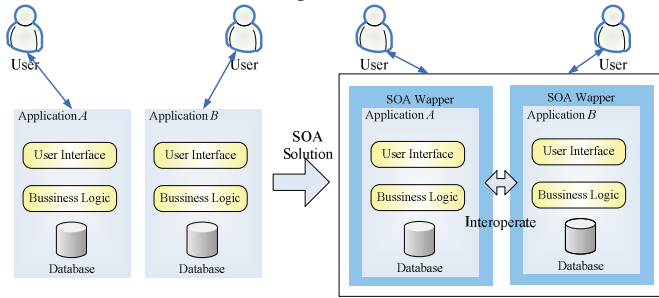 User
User
User
User
Application A
User Interface
Bussiness Logic
Database
Application B
User Interface
Bussiness Logic
Database
SOA
Solution
SOA Wapper
Application A
User Interface
Bussiness Logic
Database
Interoperate
SOA Wapper
Application B
User Interface
Bussiness Logic
Database